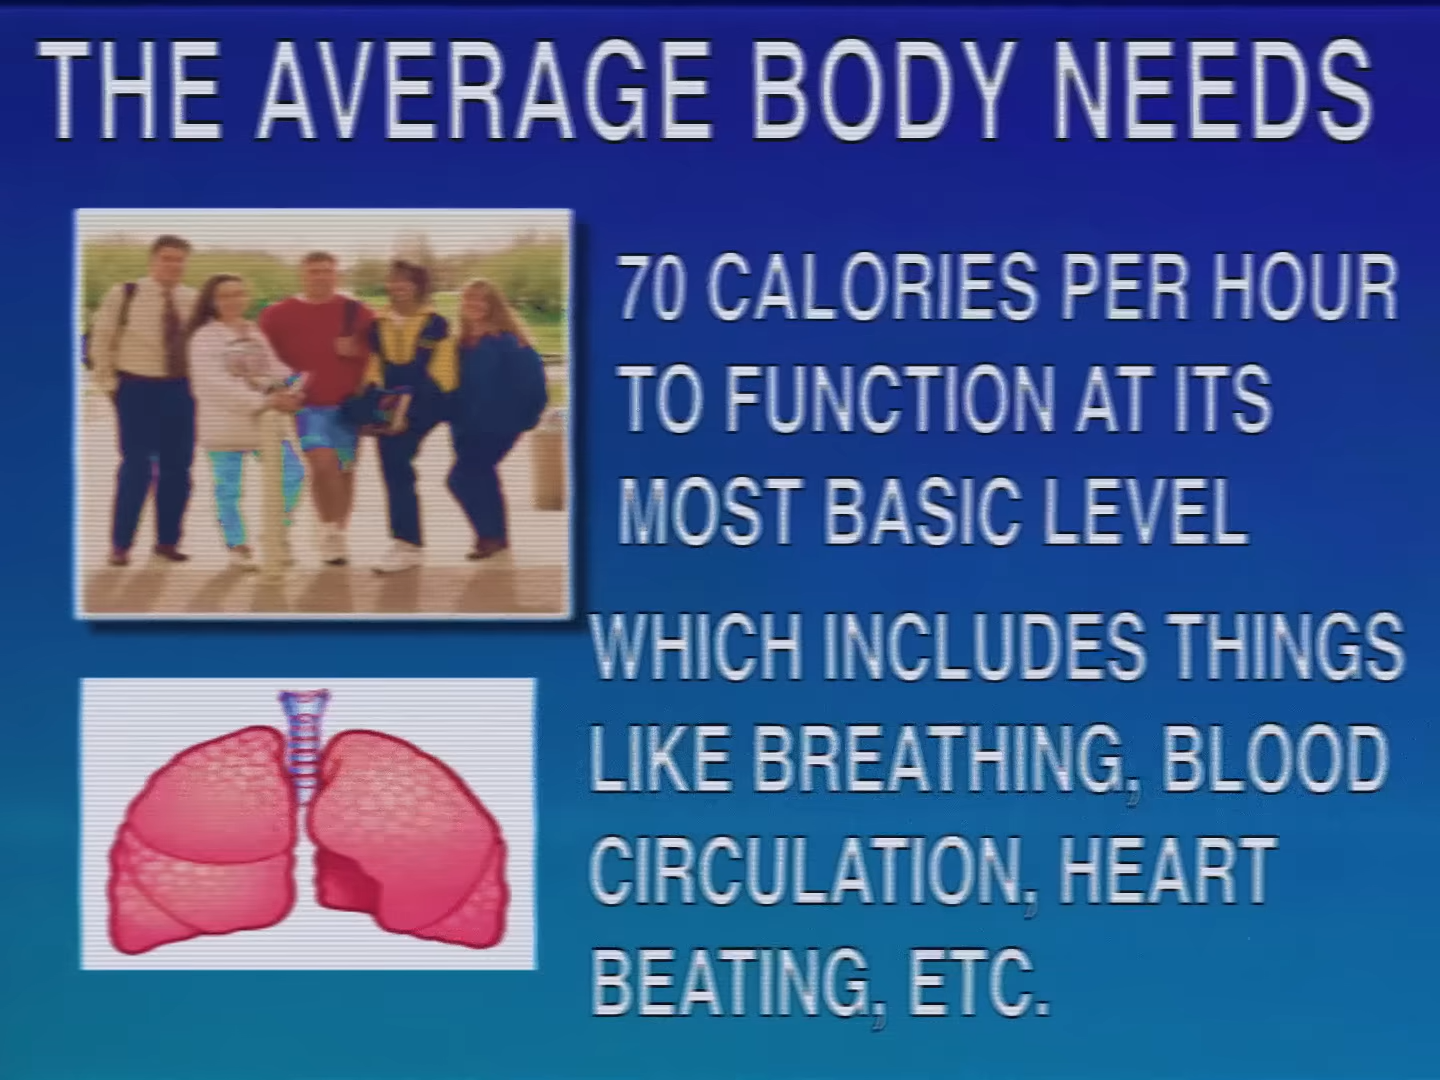 THE AVERAGE BODY NEEDS
70 CALORIES PER HOUR
TO FUNCTION AT ITS
MOST BASIC LEVEL
WHICH INCLUDES THINGS
LIKE BREATHING, BLOOD
CIRCULATION, HEART
BEATING, ETC.